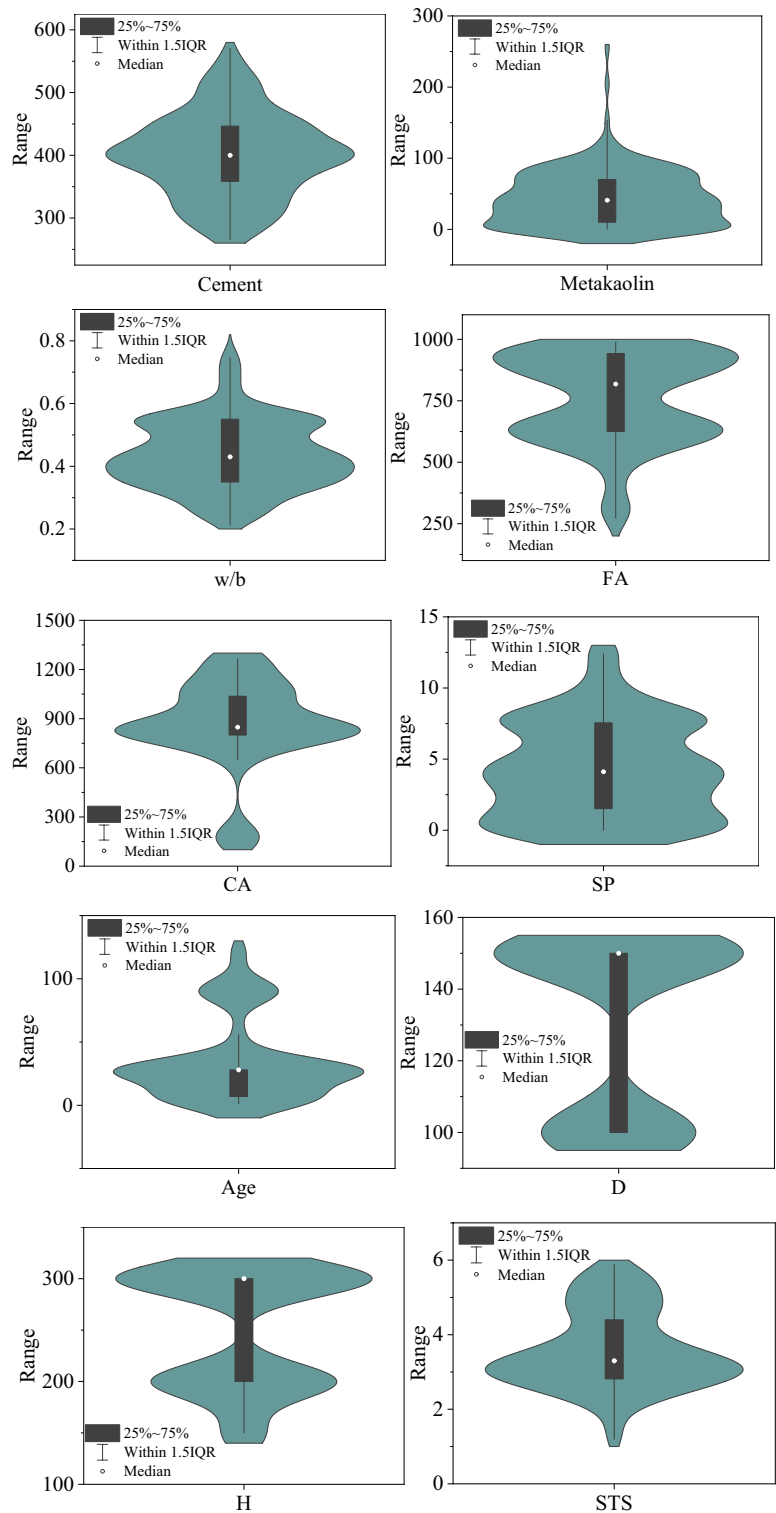 25%~75%
Within 1.5IQR
Median
600
500
400
300
Range
Cement
25%~75%
Within 1.5IQR
Median
300
200
100
0
Range
Metakaolin
25%~75%
Within 1.5IQR
Median
0.8
0.6
0.4
0.2
Range
w/b
1000
750
500
250
Range
25%~75%
Within 1.5IQR
Median
FA
1500
1200
900
600
300
0
Range
25%~75%
Within 1.5IQR
Median
CA
25%~75%
Within 1.5IQR
Median
15
10
5
0
Range
SP
25%~75%
Within 1.5IQR
Median
100
0
Range
Age
160
140
120
100
Range
25%~75%
Within 1.5IQR
Median
D
300
200
100
Range
25%~75%
Within 1.5IQR
Median
H
25%~75%
Within 1.5IQR
Median
6
4
2
0
Range
STS